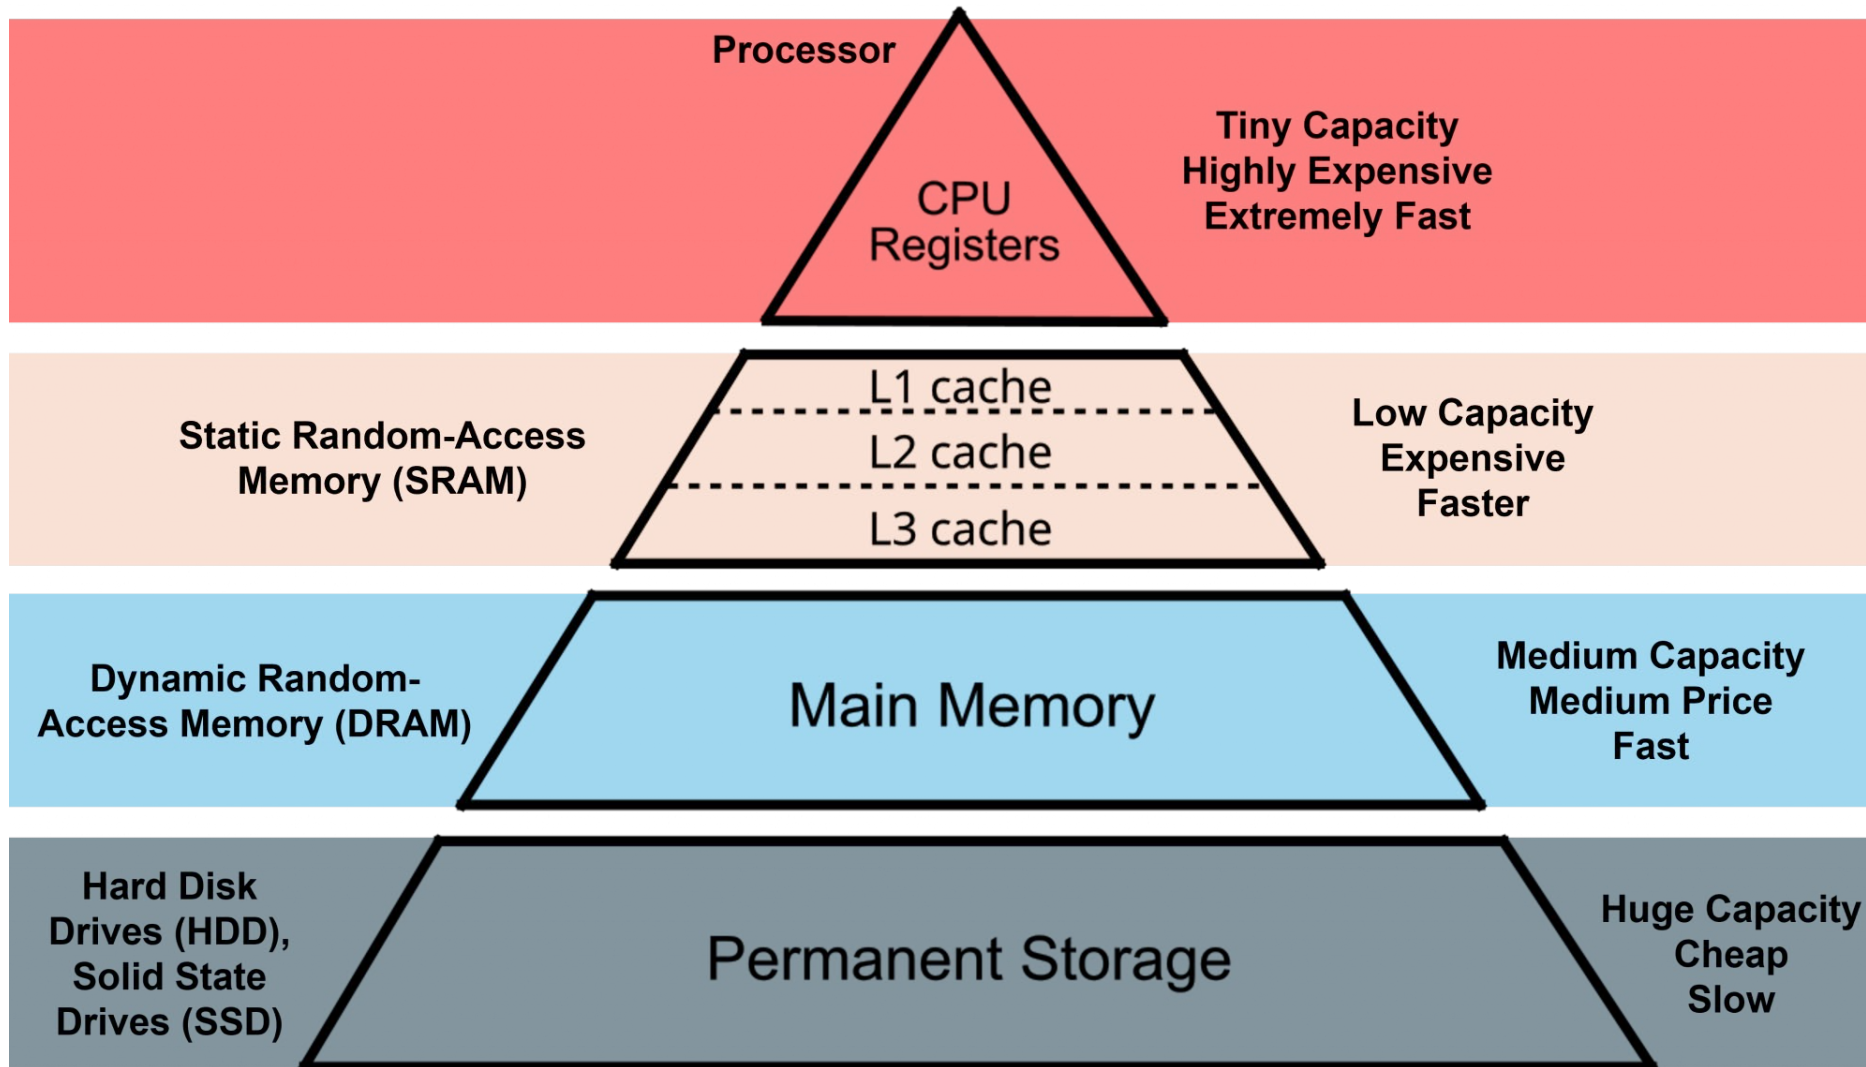 Processor
CPU
Registers
Tiny Capacity
Highly Expensive
Extremely Fast
Static Random-Access
Memory (SRAM)
L1 cache
L2 cache
L3 cache
Low Capacity
Expensive
Faster
Dynamic Random-
Access Memory (DRAM)
Main Memory
Medium Capacity
Medium Price
Fast
Hard Disk
Drives (HDD),
Solid State
Drives (SSD)
Permanent Storage
Huge Capacity
Cheap
Slow